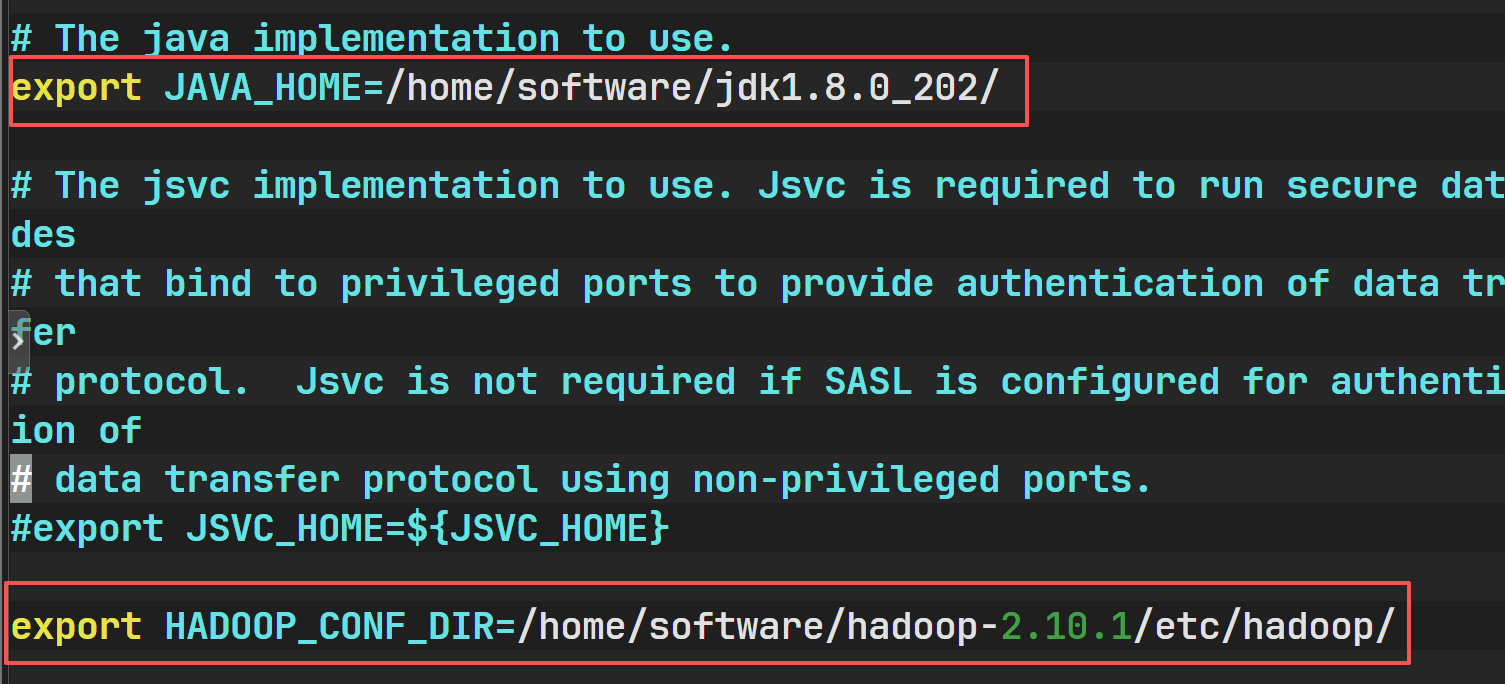 # The java implementation to use.
export JAVA_HOME=/home/software/jdk1.8.0_202/
# The jsvc implementation to use. Jsvc is required to run secure dat
des
# that bind to privileged ports to provide authentication of data tr
fer
# protocol.  Jsvc is not required if SASL is configured for authenti
ion of
# data transfer protocol using non-privileged ports.
#export JSVC_HOME=${JSVC_HOME}
export HADOOP_CONF_DIR=/home/software/hadoop-2.10.1/etc/hadoop/